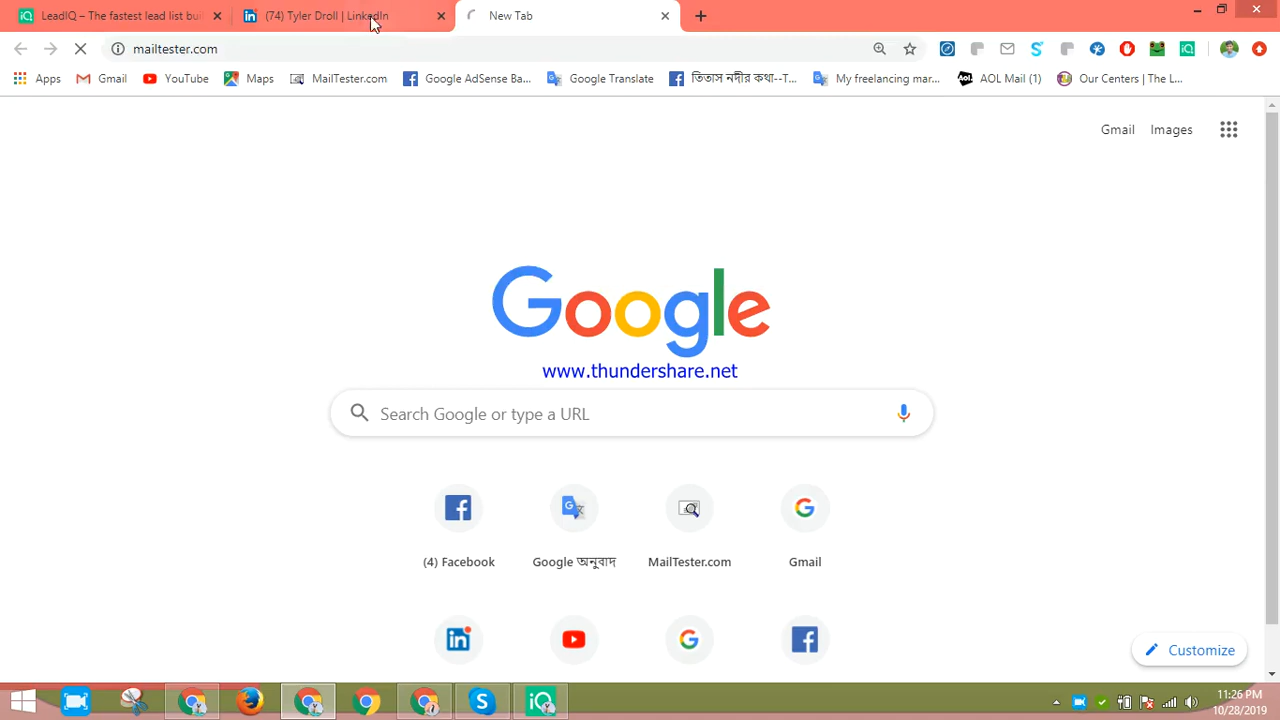 LeadIQ – The fastest lead list bui
(74) Tyler Droll | LinkedIn
New Tab
mailtester.com
Apps
Gmail
YouTube
Maps
MailTester.com
Google AdSense Ba...
Google Translate
তিতাস নদীর কথা--T...
My freelancing mar...
AOL Mail (1)
Our Centers | The L...
Gmail
Images
Google
www.thundershare.net
Search Google or type a URL
(4) Facebook
Google অনুবাদ
MailTester.com
Gmail
Customize
11:26 PM
10/28/2019